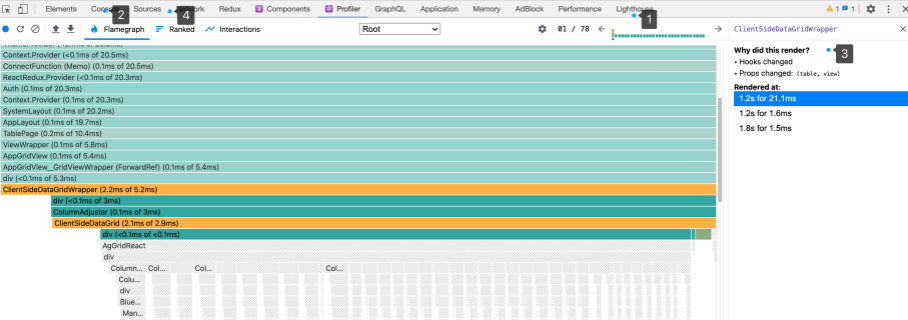 Elements Sources Redux Components Profiler GraphQL Application Memory AdBlock Performance Lighthouse 1 1
2 4 1
Flamegraph Ranked Interactions Root 01 / 78
ClientSideDataGridWrapper
Context.Provider (<0.1ms of 20.5ms)
ConnectFunction (Memo) (0.1ms of 20.5ms)
ReactRedux.Provider (<0.1ms of 20.3ms)
Auth (0.1ms of 20.3ms)
Context.Provider (0.1ms of 20.3ms)
SystemLayout (0.1ms of 20.2ms)
AppLayout (0.1ms of 19.7ms)
TablePage (0.2ms of 10.4ms)
ViewWrapper (0.1ms of 5.8ms)
AppGridView (0.1ms of 5.4ms)
AppGridView__GridViewWrapper (ForwardRef) (0.1ms of 5.4ms)
div (<0.1ms of 5.3ms)
ClientSideDataGridWrapper (2.2ms of 5.2ms)
div (<0.1ms of 3ms)
ColumnAdjuster (0.1ms of 3ms)
ClientSideDataGrid (2.1ms of 2.9ms)
div (<0.1ms of <0.1ms)
AgGridReact
div
Column... Col... Col... Col...
Colu...
div
Blue...
Man...
Why did this render? 3
• Hooks changed
• Props changed: (table, view)
Rendered at:
1.2s for 21.1ms
1.2s for 1.6ms
1.8s for 1.5ms